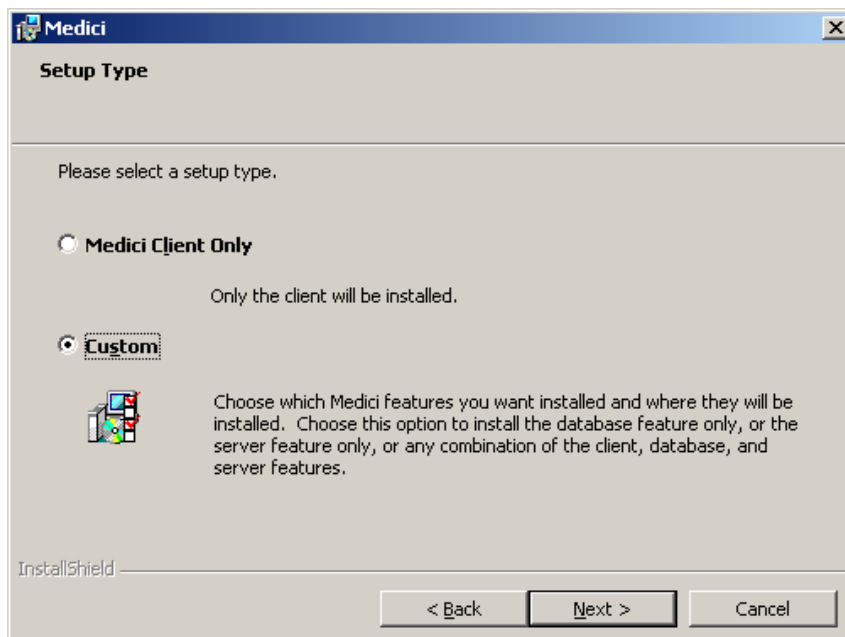 Medici
Setup Type
Please select a setup type.
Medici Client Only
Only the client will be installed.
Custom
Choose which Medici features you want installed and where they will be
installed.  Choose this option to install the database feature only, or the
server feature only, or any combination of the client, database, and
server features.
InstallShield
< Back
Next >
Cancel